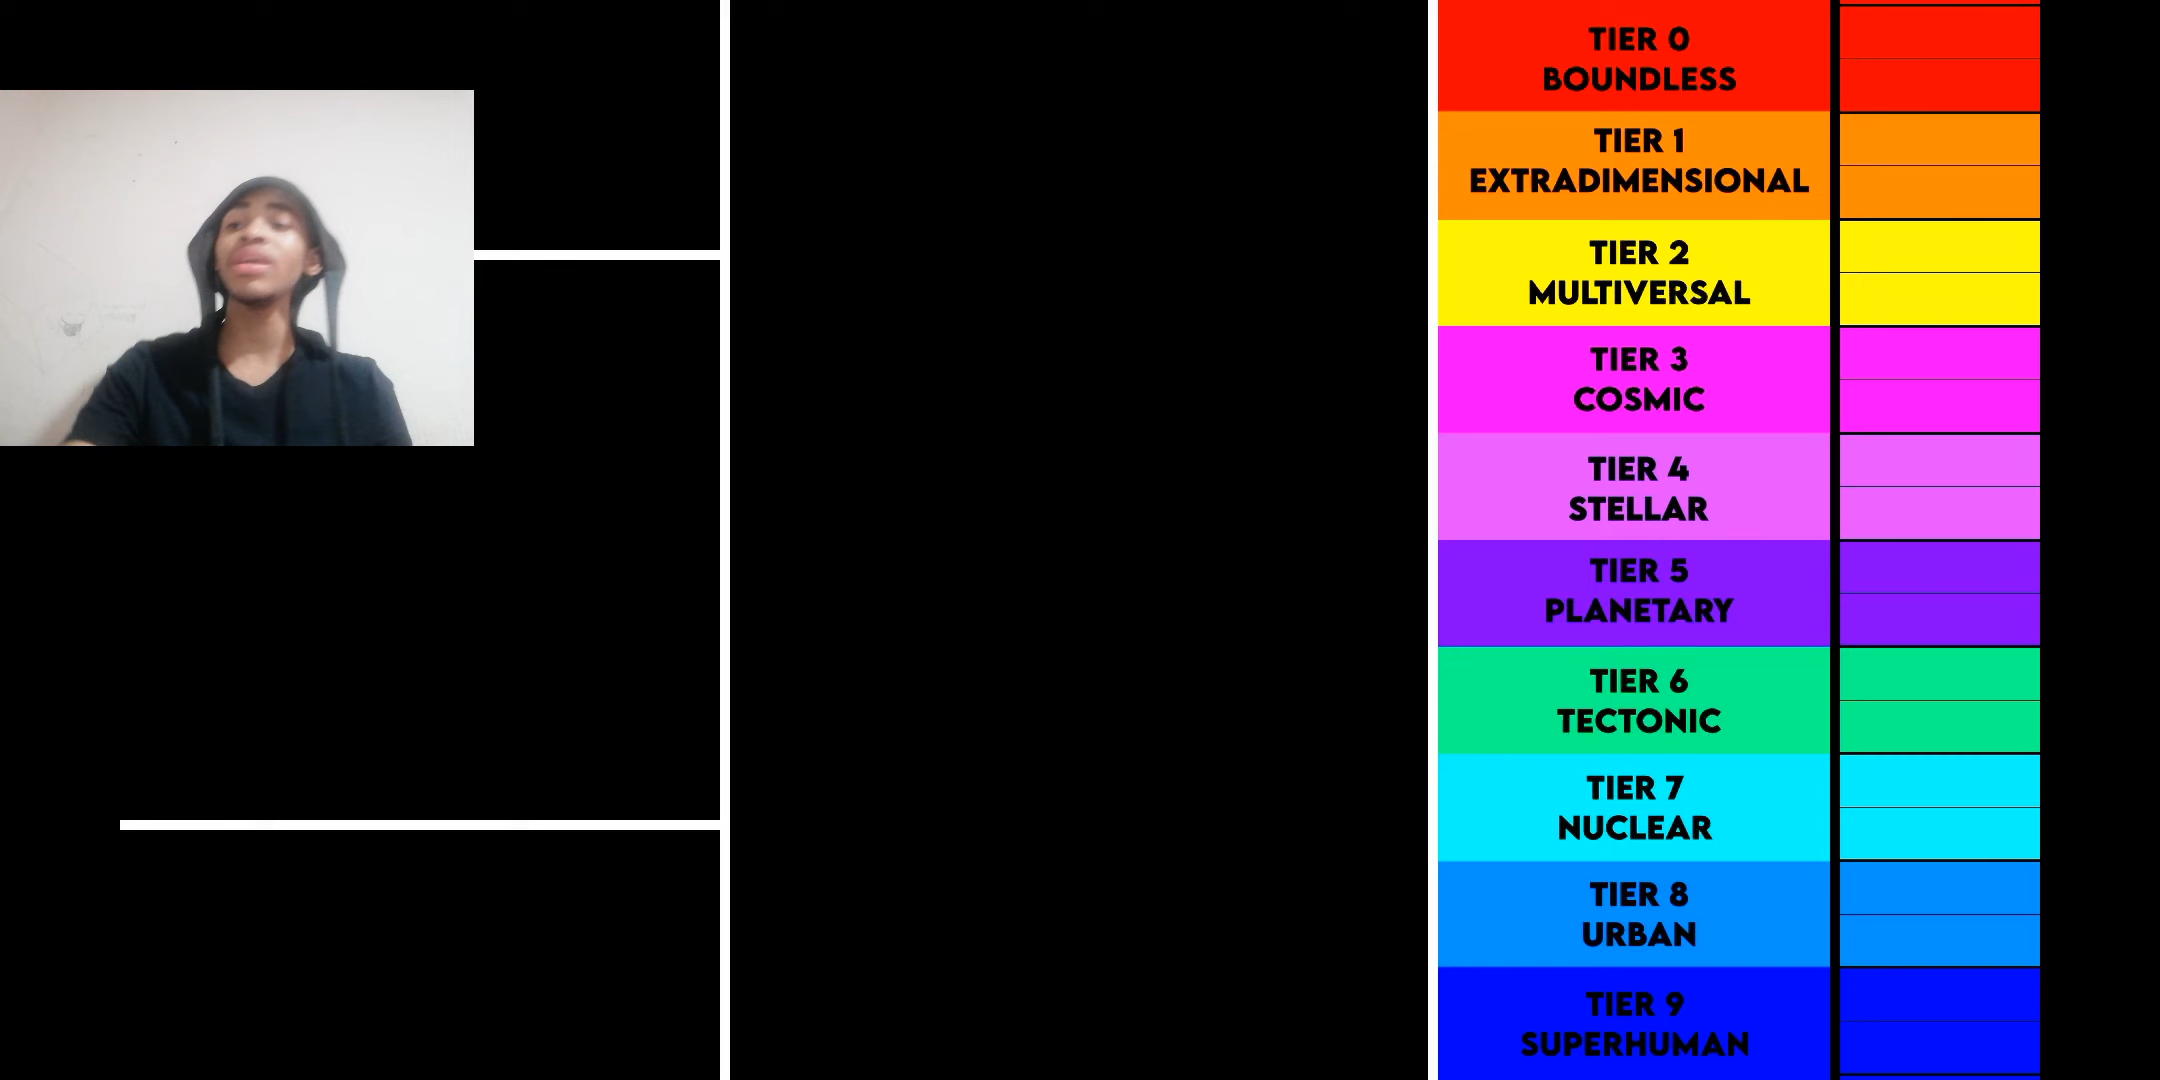 TIER 0
BOUNDLESS
TIER 1
EXTRADIMENSIONAL
TIER 2
MULTIVERSAL
TIER 3
COSMIC
TIER 4
STELLAR
TIER 5
PLANETARY
TIER 6
TECTONIC
TIER 7
NUCLEAR
TIER 8
URBAN
TIER 9
SUPERHUMAN